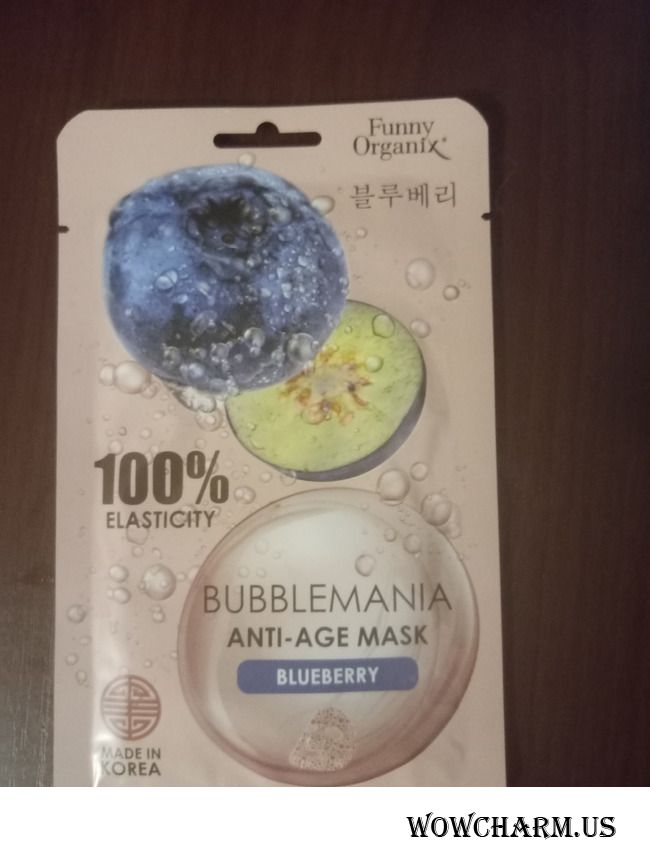 Funny
Organix
블루베리
100%
ELASTICITY
BUBBLEMANIA
ANTI-AGE MASK
BLUEBERRY
MADE IN
KOREA
WOWCHARM.US